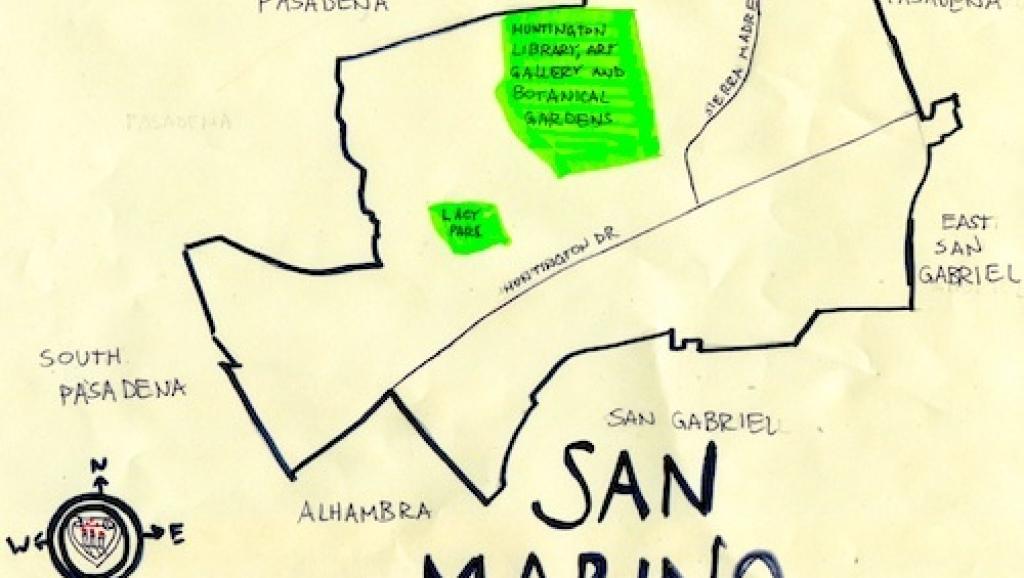 PASADENA
PASADENA
HUNTINGTON
LIBRARY, ART
GALLERY AND
BOTANICAL
GARDENS
SIERRA MADRE
PASADENA
LACY
PARK
HUNTINGTON DR
EAST
SAN
GABRIEL
SOUTH
PASADENA
SAN GABRIEL
SAN
MARINO
ALHAMBRA
N
W
E